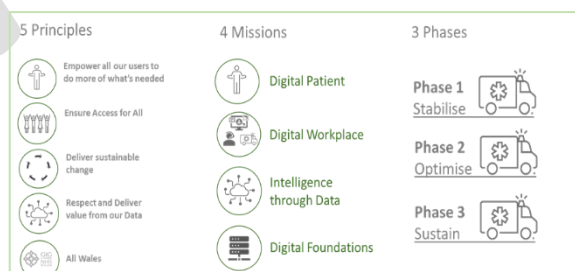 5 Principles
Empower all our users to
do more of what's needed
Ensure Access for All
Deliver sustainable
change
Respect and Deliver
value from our Data
All Wales
4 Missions
Digital Patient
Digital Workplace
Intelligence
through Data
Digital Foundations
3 Phases
Phase 1
Stabilise
Phase 2
Optimise
Phase 3
Sustain